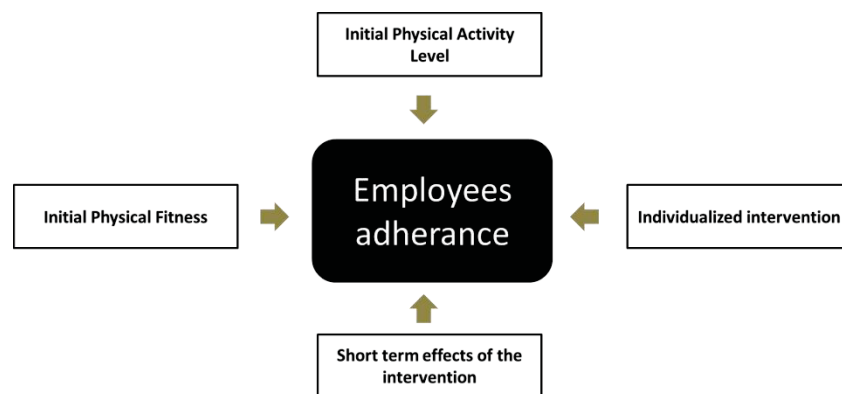 Initial Physical Activity
Level
Initial Physical Fitness
Employees
adherance
Individualized intervention
Short term effects of the
intervention